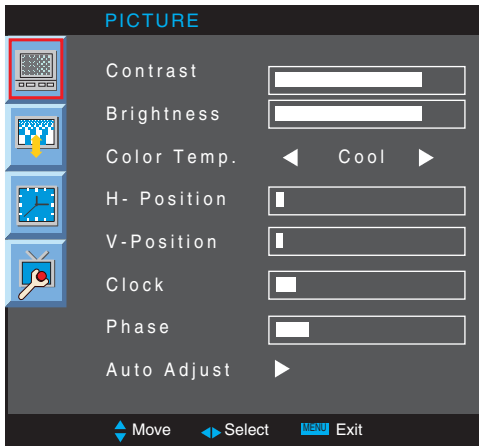 PICTURE
Contrast
Brightness
Color Temp. Cool
H- Position
V-Position
Clock
Phase
Auto Adjust
Move Select MENU Exit